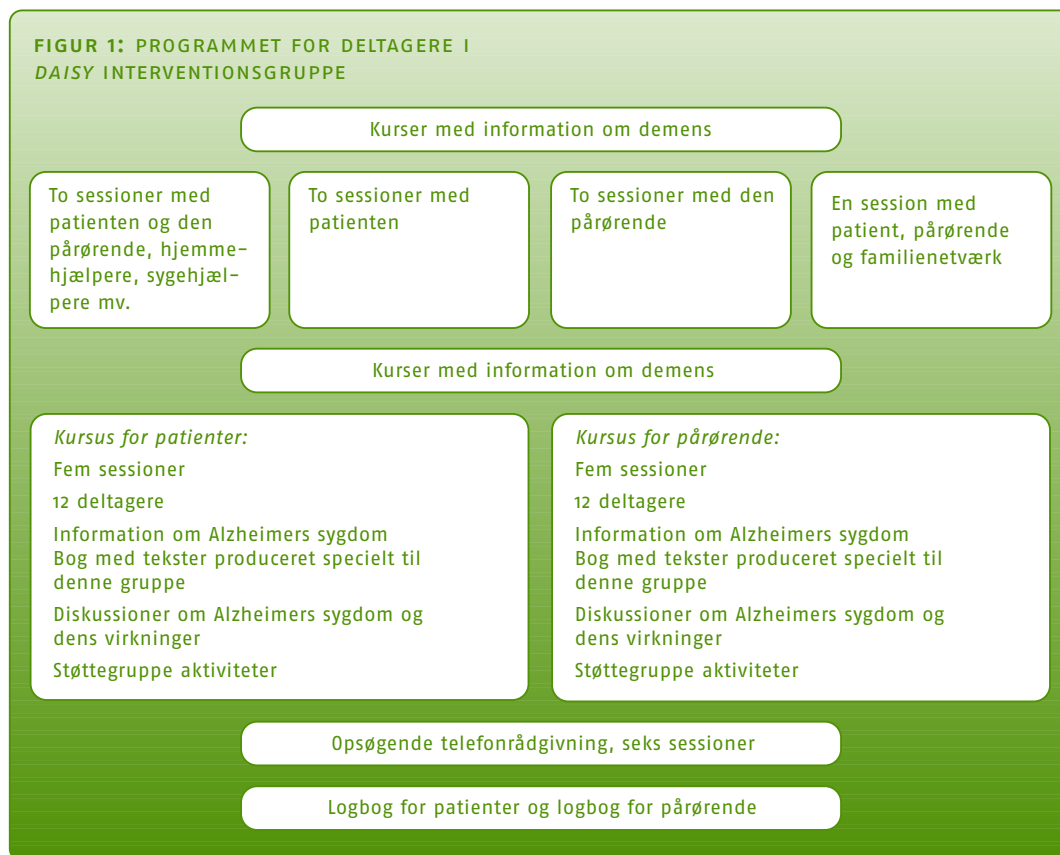 FIGUR 1: PROGRAMMET FOR DELTAGERE I
DAISY INTERVENTIONSGRUPPE
Kurser med information om demens
To sessioner med
patienten og den
pårørende, hjemme-
hjælpere, sygehjæl-
pere mv.
To sessioner med
patienten
To sessioner med den
pårørende
En session med
patient, pårørende
og familienetværk
Kurser med information om demens
Kursus for patienter:
Fem sessioner
12 deltagere
Information om Alzheimers sygdom
Bog med tekster produceret specielt til
denne gruppe
Diskussioner om Alzheimers sygdom og
dens virkninger
Støttegruppe aktiviteter
Kursus for pårørende:
Fem sessioner
12 deltagere
Information om Alzheimers sygdom
Bog med tekster produceret specielt til
denne gruppe
Diskussioner om Alzheimers sygdom og
dens virkninger
Støttegruppe aktiviteter
Opsøgende telefonrådgivning, seks sessioner
Logbog for patienter og logbog for pårørende